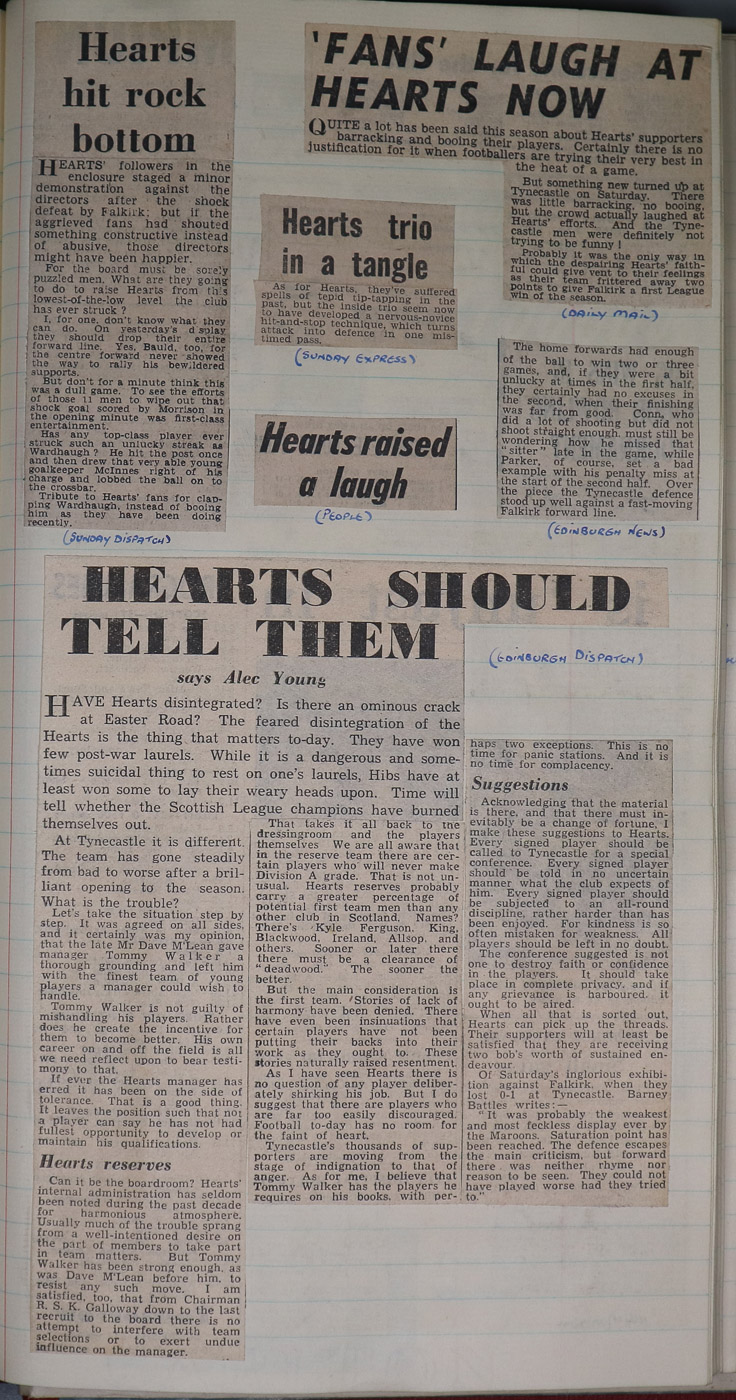 Hearts
hit rock
bottom
HEARTS' followers in the
enclosure staged a minor
demonstration against the
directors after the shock
defeat by Falkirk; but if the
aggrieved fans had shouted
something constructive instead
of abusive, those directors
might have been happier.
For the board must be sorely
puzzled men. What are they going
to do to raise Hearts from this
lowest-of-the-low level the club
has ever struck?
I, for one, don't know what they
can do. On yesterday's display
they should drop their entire
forward line. Yes, Bauld, too, for
the centre forward never showed
the way to rally his bewildered
supports.
But don't for a minute think this
was a dull game. To see the efforts
of those 11 men to wipe out that
shock goal scored by Morrison in
the opening minute was first-class
entertainment.
Has any top-class player ever
struck such an unlucky streak as
Wardhaugh? He hit the post once
and then drew that very able young
goalkeeper McInnes right of his
charge and lobbed the ball on to
the crossbar.
Tribute to Hearts' fans for clap-
ping Wardhaugh, instead of booing
him as they have been doing
recently.
(SUNDAY DISPATCH)
'FANS' LAUGH AT
HEARTS NOW
QUITE a lot has been said this season about Hearts' supporters
barracking and booing their players. Certainly there is no
justification for it when footballers are trying their very best in
the heat of a game.
But something new turned up at
Tynecastle on Saturday. There
was little barracking, no booing,
but the crowd actually laughed at
Hearts' efforts. And the Tyne-
castle men were definitely not
trying to be funny!
Probably it was the only way in
which the despairing Hearts' faith-
ful could give vent to their feelings
as their team frittered away two
points to give Falkirk a first League
win of the season.
(DAILY MAIL)
Hearts trio
in a tangle
As for Hearts, they've suffered
spells of tepid tip-tapping in the
past, but the inside trio seem now
to have developed a nervous-novice
hit-and-stop technique, which turns
attack into defence in one mis-
timed pass.
(SUNDAY EXPRESS)
Hearts raised
a laugh
(PEOPLE)
The home forwards had enough
of the ball to win two or three
games, and, if they were a bit
unlucky at times in the first half,
they certainly had no excuses in
the second, when their finishing
was far from good. Conn, who
did a lot of shooting but did not
shoot straight enough, must still be
wondering how he missed that
"sitter" late in the game, while
Parker, of course, set a bad
example with his penalty miss at
the start of the second half. Over
the piece the Tynecastle defence
stood up well against a fast-moving
Falkirk forward line.
(EDINBURGH NEWS)
HEARTS SHOULD
TELL THEM
says Alec Young
(EDINBURGH DISPATCH)
HAVE Hearts disintegrated? Is there an ominous crack
at Easter Road? The feared disintegration of the
Hearts is the thing that matters to-day. They have won
few post-war laurels. While it is a dangerous and some-
times suicidal thing to rest on one's laurels, Hibs have at
least won some to lay their weary heads upon. Time will
tell whether the Scottish League champions have burned
themselves out.
At Tynecastle it is different.
The team has gone steadily
from bad to worse after a bril-
liant opening to the season.
What is the trouble?
Let's take the situation step by
step. It was agreed on all sides,
and it certainly was my opinion,
that the late Mr Dave M'Lean gave
manager Tommy Walker a
thorough grounding and left him
with the finest team of young
players a manager could wish to
handle.
Tommy Walker is not guilty of
mishandling his players. Rather
does he create the incentive for
them to become better. His own
career on and off the field is all
we need reflect upon to bear testi-
mony to that.
If ever the Hearts manager has
erred it has been on the side of
tolerance. That is a good thing.
It leaves the position such that not
a player can say he has not had
fullest opportunity to develop or
maintain his qualifications.
Hearts reserves
Can it be the boardroom? Hearts'
internal administration has seldom
been noted during the past decade
for harmonious atmosphere.
Usually much of the trouble sprang
from a well-intentioned desire on
the part of members to take part
in team matters. But Tommy
Walker has been strong enough, as
was Dave M'Lean before him, to
resist any such move. I am
satisfied, too, that from Chairman
R. S. K. Galloway down to the last
recruit to the board there is no
attempt to interfere with team
selections or to exert undue
influence on the manager.
That takes it all back to the
dressingroom and the players
themselves We are all aware that
in the reserve team there are cer-
tain players who will never make
Division A grade. That is not un-
usual. Hearts reserves probably
carry a greater percentage of
potential first team men than any
other club in Scotland. Names?
There's Kyle Ferguson, King,
Blackwood, Ireland, Allsop, and
others. Sooner or later there
there must be a clearance of
"deadwood." The sooner the
better.
But the main consideration is
the first team. Stories of lack of
harmony have been denied. There
have even been insinuations that
certain players have not been
putting their backs into their
work as they ought to. These
stories naturally raised resentment.
As I have seen Hearts there is
no question of any player deliber-
ately shirking his job. But I do
suggest that there are players who
are far too easily discouraged.
Football to-day has no room for
the faint of heart.
Tynecastle's thousands of sup-
porters are moving from the
stage of indignation to that of
anger. As for me, I believe that
Tommy Walker has the players he
requires on his books, with per-
haps two exceptions. This is no
time for panic stations. And it is
no time for complacency.
Suggestions
Acknowledging that the material
is there, and that there must in-
evitably be a change of fortune, I
make these suggestions to Hearts.
Every signed player should be
called to Tynecastle for a special
conference. Every signed player
should be told in no uncertain
manner what the club expects of
him. Every signed player should
be subjected to an all-round
discipline, rather harder than has
been enjoyed. For kindness is so
often mistaken for weakness. All
players should be left in no doubt.
The conference suggested is not
one to destroy faith or confidence
in the players. It should take
place in complete privacy, and if
any grievance is harboured, it
ought to be aired.
When all that is sorted out,
Hearts can pick up the threads.
Their supporters will at least be
satisfied that they are receiving
two bob's worth of sustained en-
deavour.
Of Saturday's inglorious exhibi-
tion against Falkirk, when they
lost 0-1 at Tynecastle, Barney
Battles writes:—
"It was probably the weakest
and most feckless display ever by
the Maroons. Saturation point has
been reached. The defence escapes
the main criticism, but forward
there was neither rhyme nor
reason to be seen. They could not
have played worse had they tried
to."